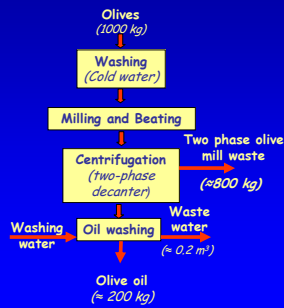 Olives
(1000 kg)
Washing
(Cold water)
Milling and Beating
Two phase olive
mill waste
Centrifugation
(two-phase
decanter)
(≈800 kg)
Washing
water
Oil washing
Waste
water
(≈ 0.2 m³)
Olive oil
(≈ 200 kg)